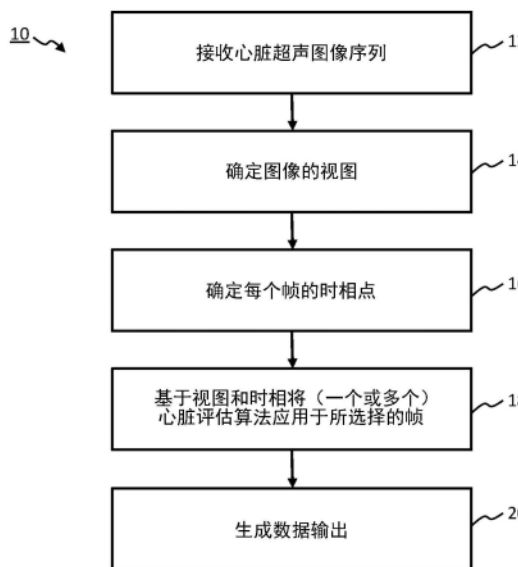 10
接收心脏超声图像序列
确定图像的视图
确定每个帧的时相点
基于视图和时相将（一个或多个）
心脏评估算法应用于所选择的帧
18
生成数据输出